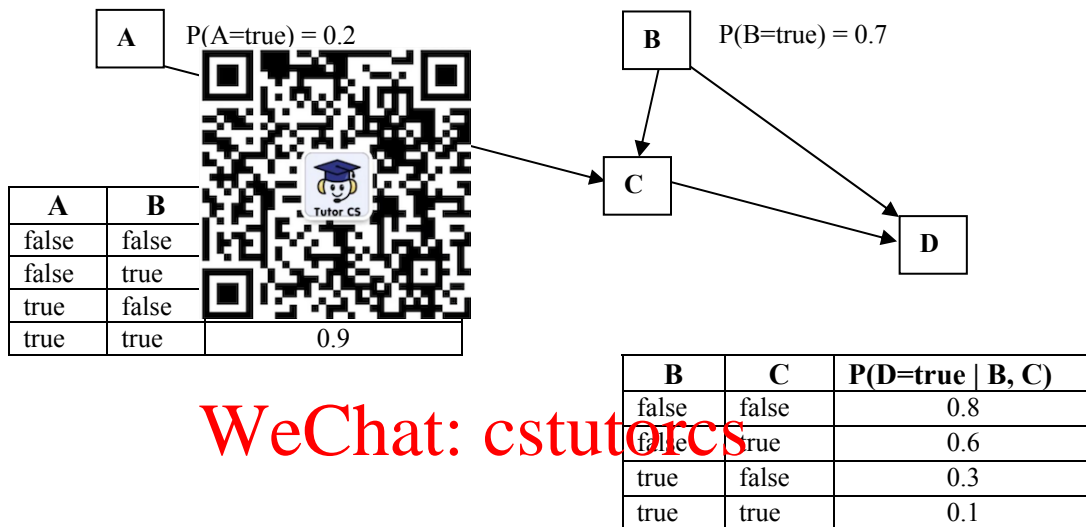 A P(A=true) = 0.2
B P(B=true) = 0.7
Tutor CS
C
D
A B
false false
false true
true false
true true 0.9
B C P(D=true | B, C)
false false 0.8
false true 0.6
true false 0.3
true true 0.1
WeChat: cstutorcs